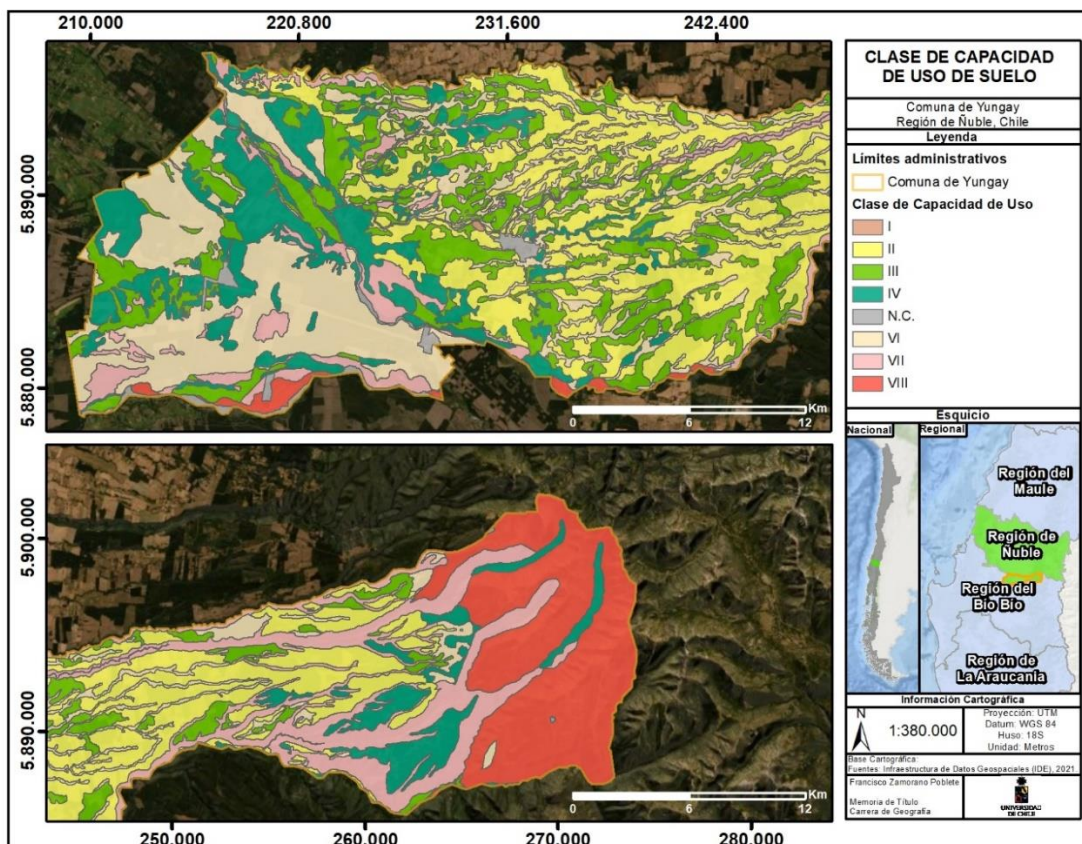 210.000
220.800
231.600
242.400
5.890.000
5.880.000
Km
0
6
12
5.900.000
5.890.000
Km
0
6
12
250.000
260.000
270.000
280.000
CLASE DE CAPACIDAD
DE USO DE SUELO
Comuna de Yungay
Región de Ñuble, Chile
Leyenda
Límites administrativos
Comuna de Yungay
Clase de Capacidad de Uso
I
II
III
IV
N.C.
VI
VII
VIII
Esquicio
Nacional
Regional
Región del
Maule
Región de
Ñuble
Región del
Bío Bío
Región de
La Araucanía
Información Cartográfica
N
1:380.000
Proyección: UTM
Datum: WGS 84
Huso: 18S
Unidad: Metros
Base Cartográfica:
Fuentes: Infraestructura de Datos Geospaciales (IDE), 2021
Francisco Zamorano Poblete
Memoria de Título
Carrera de Geografía
UNIVERSIDAD
DE CHILE